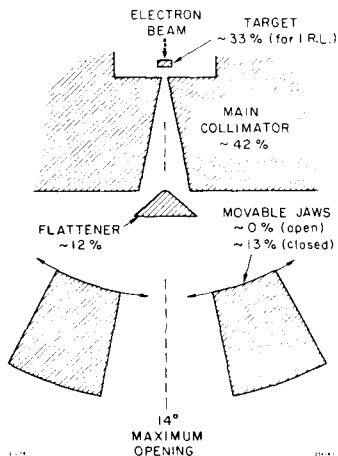 ELECTRON
BEAM
TARGET
~33% (for 1 R.L.)
MAIN
COLLIMATOR
~42%
FLATTENER
~12%
MOVABLE JAWS
~0% (open)
~13% (closed)
14°
MAXIMUM
OPENING